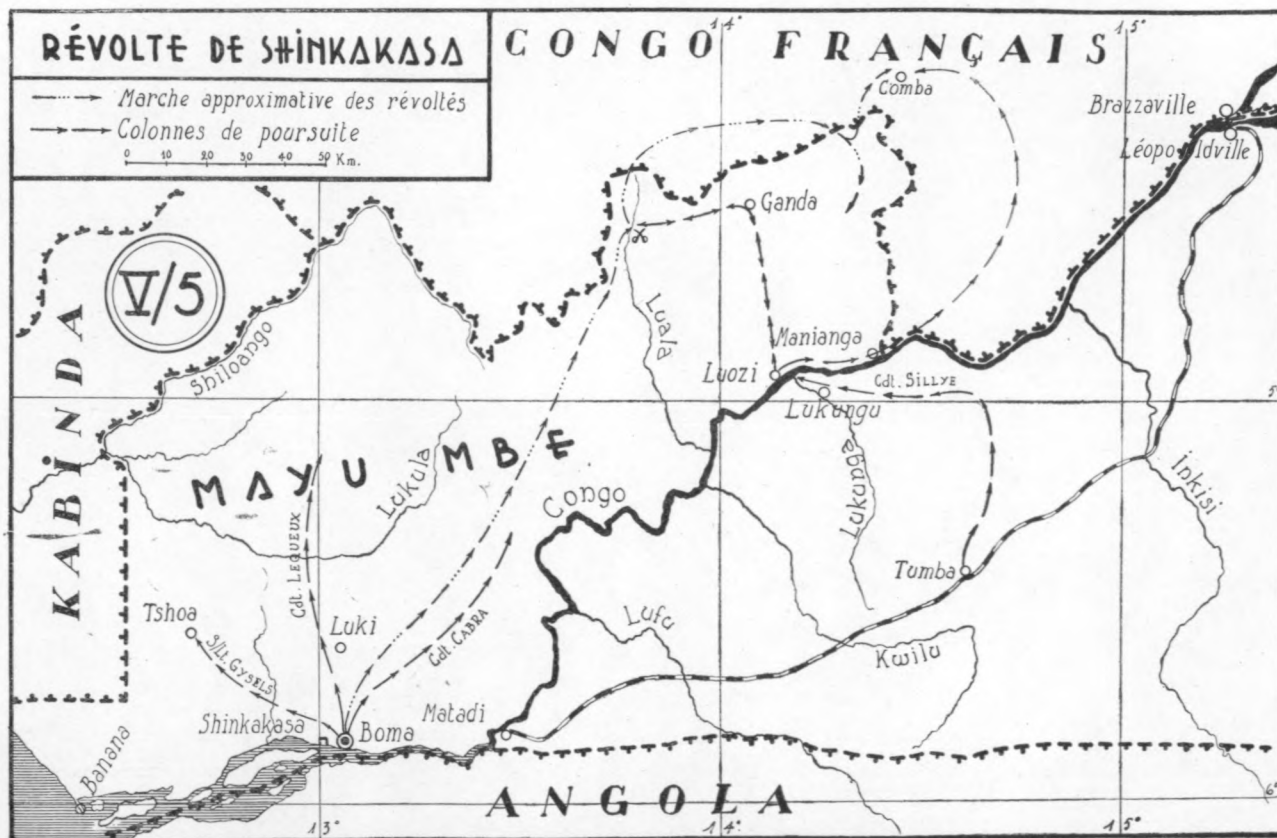 RÉVOLTE DE SHINKAKASA
Marche approximative des révoltés
Colonnes de poursuite
0 10 20 30 40 50 Km.
CONGO FRANÇAIS
14°
15°
Comba
Brazzaville
Léopoldville
Ganda
V/5
KABINDA
Shiloango
Luala
Manianga
Luozi
Cdt. SILLYE
Lukungu
5°
MAYUMBE
Lukula
Congo
Lukunga
Inkisi
Cdt. LEQUEUX
Tumba
Tshoa
Luki
S/Lt. GYSELS
Cdt. CABRA
Lufu
Kwilu
Shinkakasa
Boma
Matadi
Banana
ANGOLA
6°
13°
14°
15°